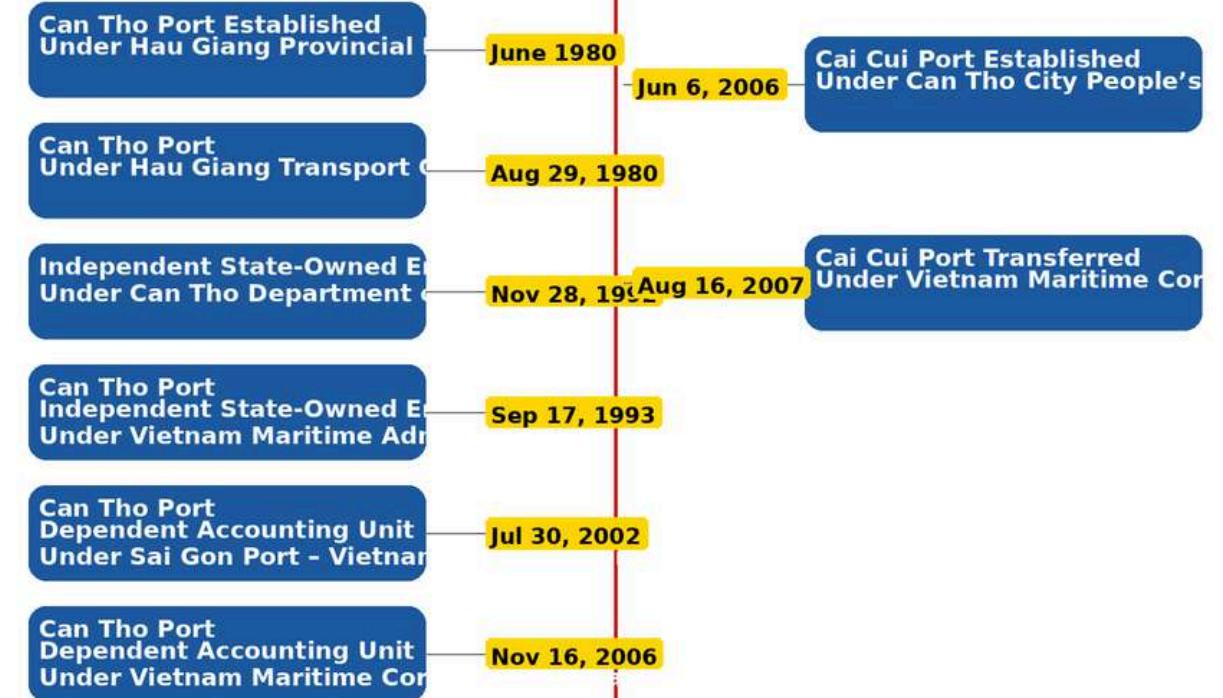 Can Tho Port Established
Under Hau Giang Provincial
June 1980
Jun 6, 2006
Cai Cui Port Established
Under Can Tho City People’s
Can Tho Port
Under Hau Giang Transport
Aug 29, 1980
Independent State-Owned
Under Can Tho Department
Nov 28,
Aug 16, 2007
Cai Cui Port Transferred
Under Vietnam Maritime
Can Tho Port
Independent State-Owned
Under Vietnam Maritime
Sep 17, 1993
Can Tho Port
Dependent Accounting Unit
Under Sai Gon Port –
Jul 30, 2002
Can Tho Port
Dependent Accounting Unit
Under Vietnam Maritime
Nov 16, 2006